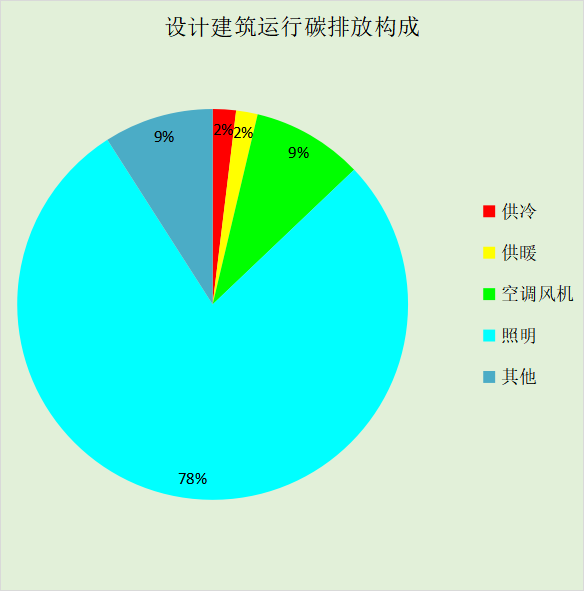 设计建筑运行碳排放构成
2%
2%
9%
9%
78%
供冷
供暖
空调风机
照明
其他